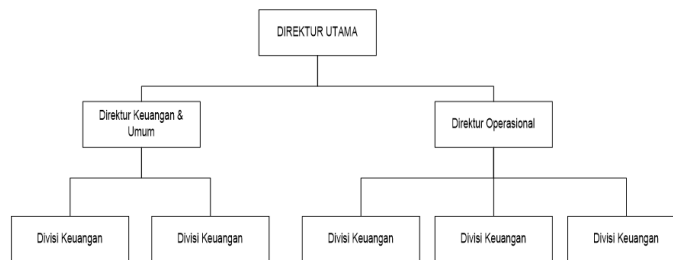 DIREKTUR UTAMA
Direktur Keuangan &
Umum
Direktur Operasional
Divisi Keuangan
Divisi Keuangan
Divisi Keuangan
Divisi Keuangan
Divisi Keuangan